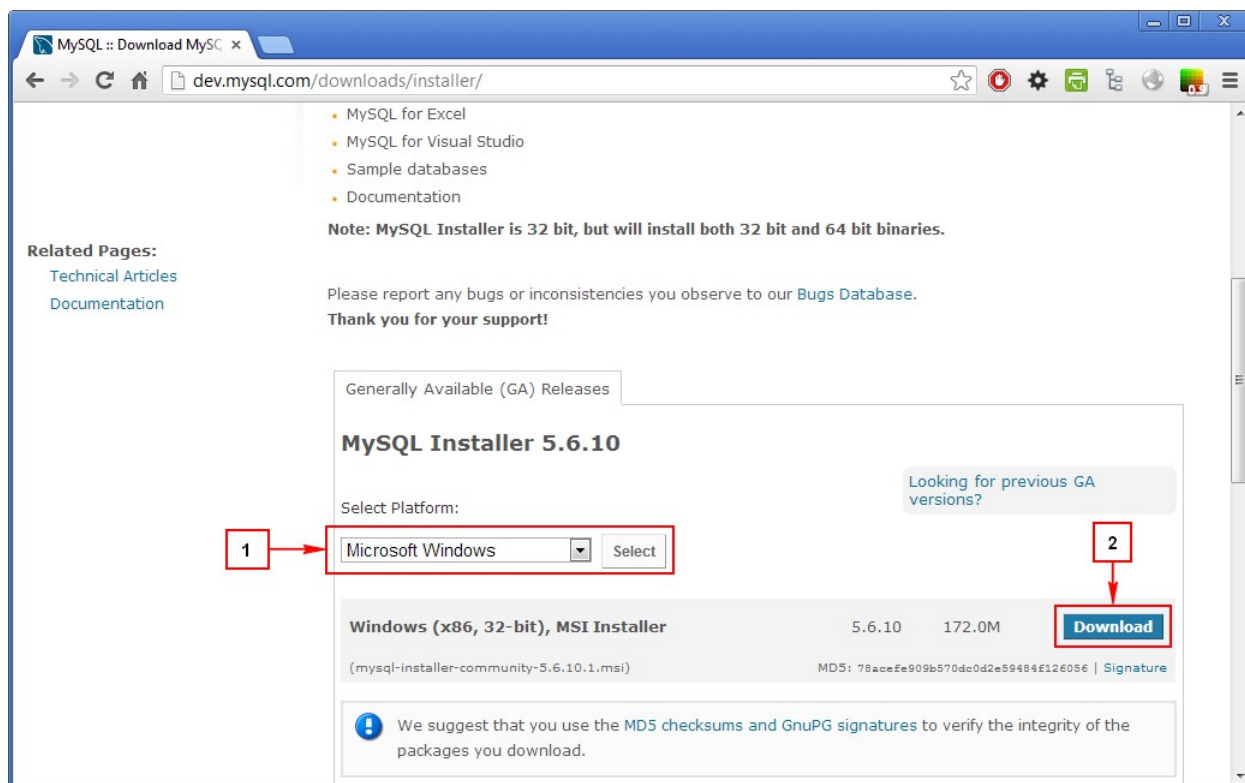 MySQL :: Download MySQ
dev.mysql.com/downloads/installer/
MySQL for Excel
MySQL for Visual Studio
Sample databases
Documentation
Note: MySQL Installer is 32 bit, but will install both 32 bit and 64 bit binaries.
Related Pages:
Technical Articles
Documentation
Please report any bugs or inconsistencies you observe to our Bugs Database.
Thank you for your support!
Generally Available (GA) Releases
MySQL Installer 5.6.10
Looking for previous GA
versions?
Select Platform:
1
Microsoft Windows
Select
2
Windows (x86, 32-bit), MSI Installer 5.6.10 172.0M Download
(mysql-installer-community-5.6.10.1.msi) MD5: 78acefe909b570dc0d2e59484f126056 | Signature
We suggest that you use the MD5 checksums and GnuPG signatures to verify the integrity of the
packages you download.